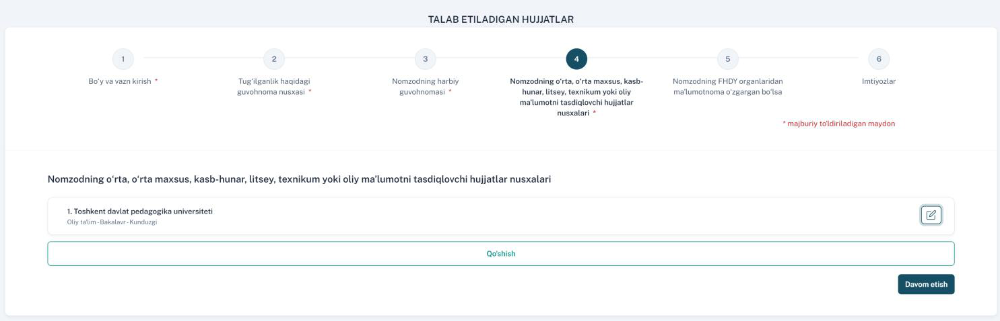 TALAB ETILADIGAN HUJJATLAR
1
Bo‘y va vazn kirish *
2
Tug‘ilganlik haqidagi
guvohnoma nusxasi *
3
Nomzodning harbiy
guvohnomasi *
4
Nomzodning o‘rta, o‘rta maxsus, kasb-
hunar, litsey, texnikum yoki oliy
ma’lumotni tasdiqlovchi hujjatlar
nusxalari *
5
Nomzodning FHDY organlaridan
ma’lumotnoma o‘zgargan bo‘lsa
6
Imtiyozlar
* majburiy to'ldiriladigan maydon
Nomzodning o‘rta, o‘rta maxsus, kasb-hunar, litsey, texnikum yoki oliy ma’lumotni tasdiqlovchi hujjatlar nusxalari
1. Toshkent davlat pedagogika universiteti
Oliy ta'lim - Bakalavr - Kunduzgi
Qo'shish
Davom etish